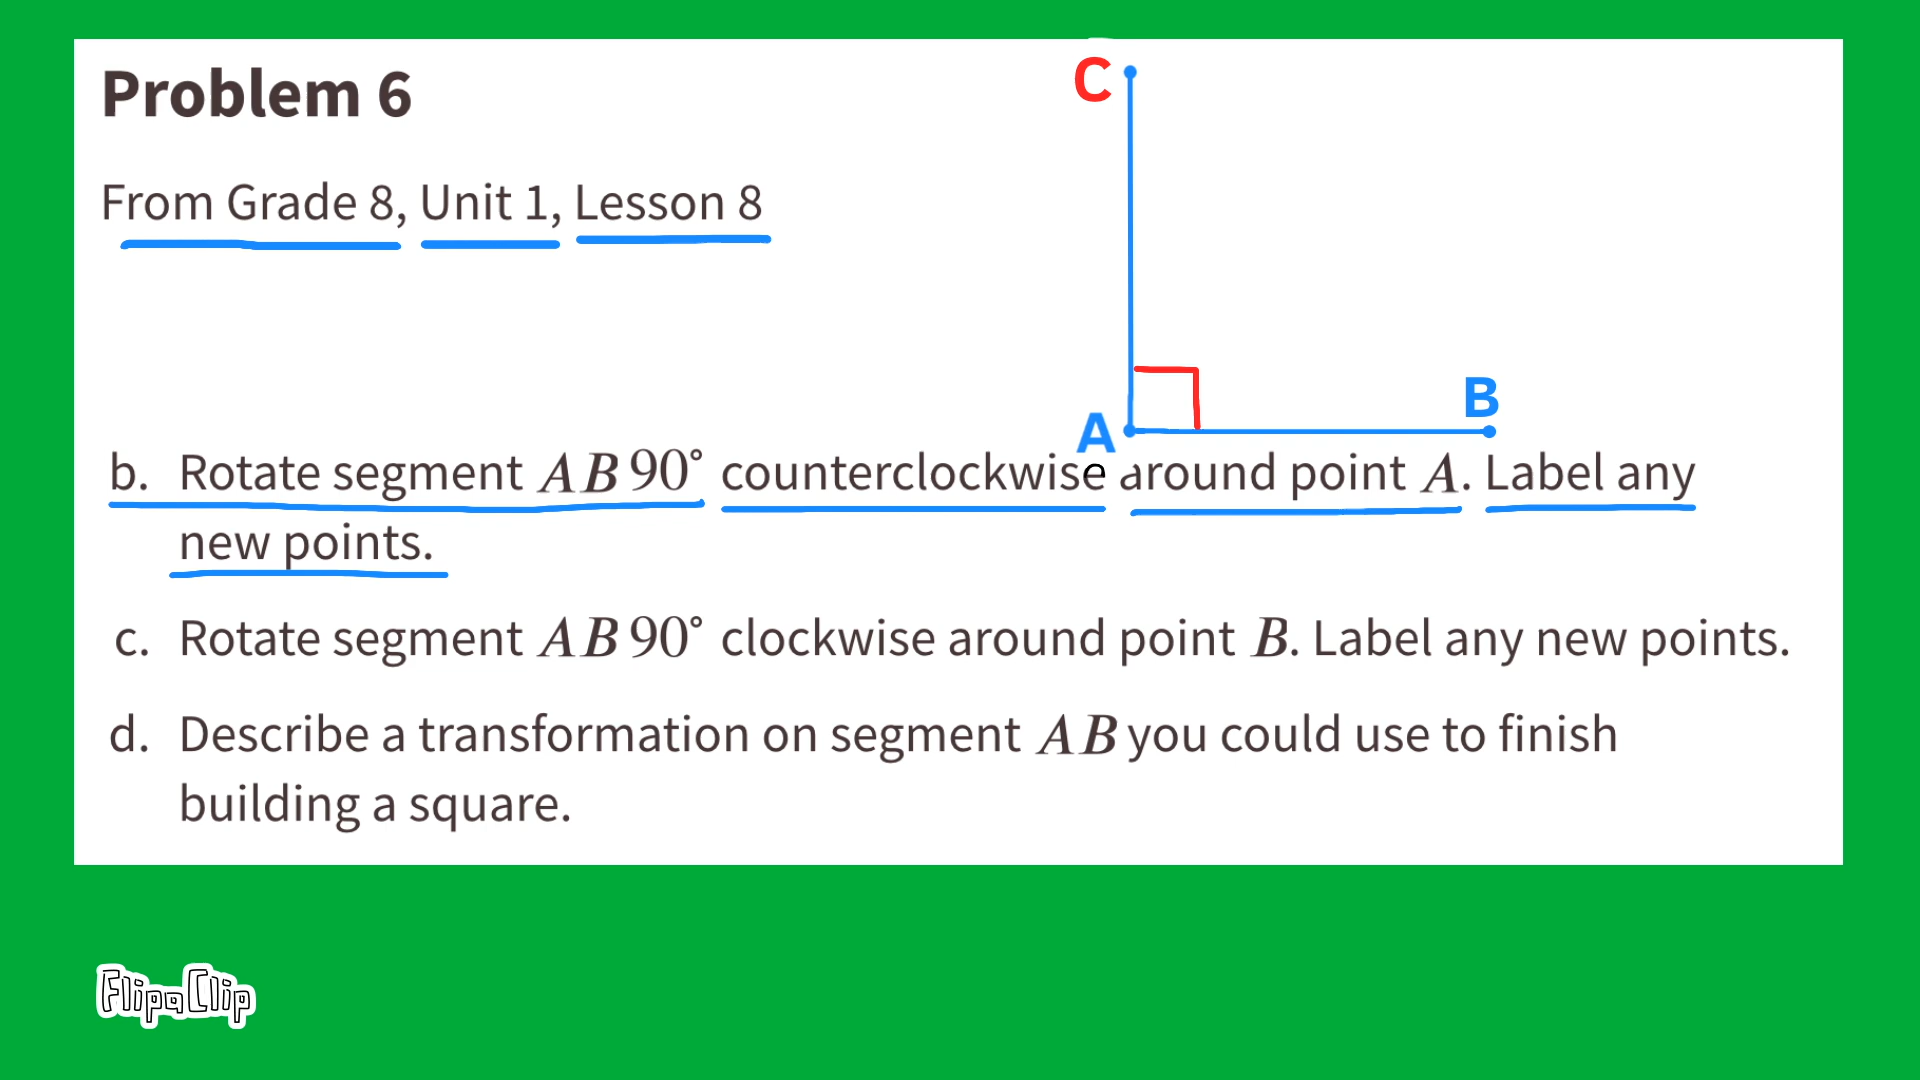 Problem 6
C
From Grade 8, Unit 1, Lesson 8
B
A
b. Rotate segment AB 90° counterclockwise around point A. Label any
new points.
c. Rotate segment AB 90° clockwise around point B. Label any new points.
d. Describe a transformation on segment AB you could use to finish
building a square.
FlipaClip